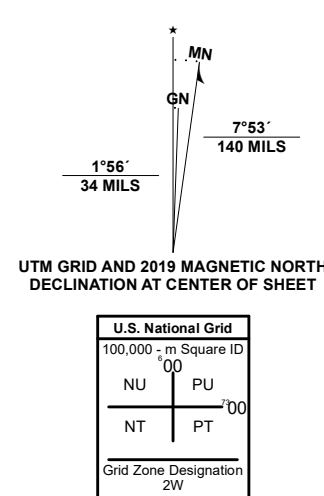 ★
MN
GN
7°53´
140 MILS
1°56´
34 MILS
UTM GRID AND 2019 MAGNETIC NORTH
DECLINATION AT CENTER OF SHEET
U.S. National Grid
100,000 - m Square ID
⁶00
NU PU
⁷³00
NT PT
Grid Zone Designation
2W